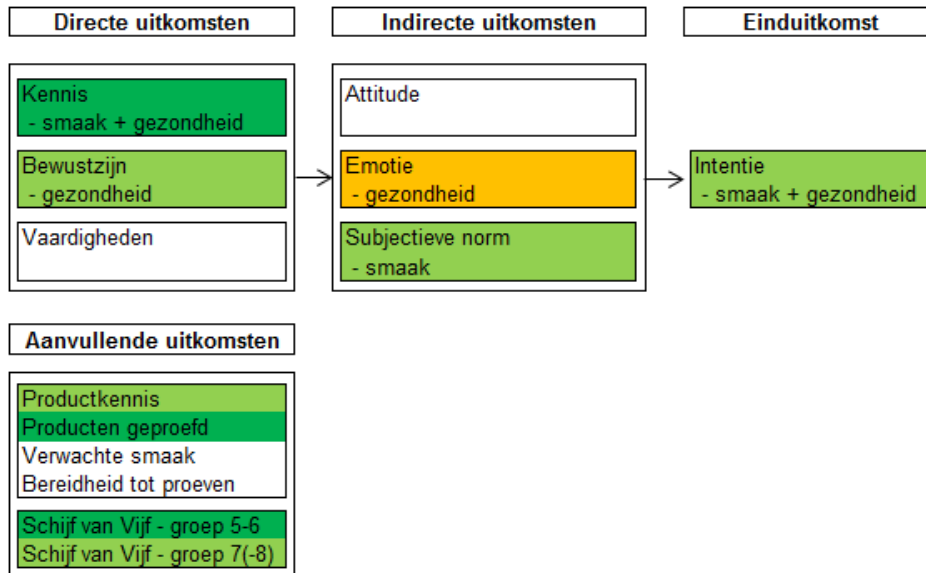 Directe uitkomsten
Indirecte uitkomsten
Einduitkomst
Kennis
- smaak + gezondheid
Bewustzijn
- gezondheid
Vaardigheden
Attitude
Emotie
- gezondheid
Subjectieve norm
- smaak
Intentie
- smaak + gezondheid
Aanvullende uitkomsten
Productkennis
Producten geproefd
Verwachte smaak
Bereidheid tot proeven
Schijf van Vijf - groep 5-6
Schijf van Vijf - groep 7(-8)